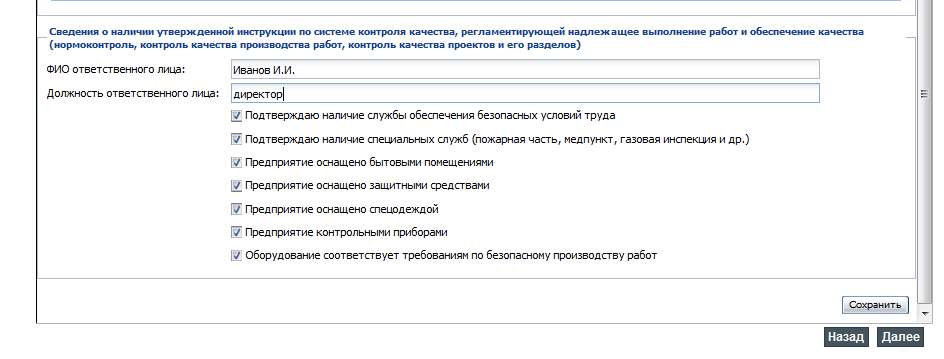 Сведения о наличии утвержденной инструкции по системе контроля качества, регламентирующей надлежащее выполнение работ и обеспечение качества
(нормоконтроль, контроль качества производства работ, контроль качества проектов и его разделов)
ФИО ответственного лица: Иванов И.И.
Должность ответственного лица: директор
Подтверждаю наличие службы обеспечения безопасных условий труда
Подтверждаю наличие специальных служб (пожарная часть, медпункт, газовая инспекция и др.)
Предприятие оснащено бытовыми помещениями
Предприятие оснащено защитными средствами
Предприятие оснащено спецодеждой
Предприятие контрольными приборами
Оборудование соответствует требованиям по безопасному производству работ
Сохранить
Назад Далее